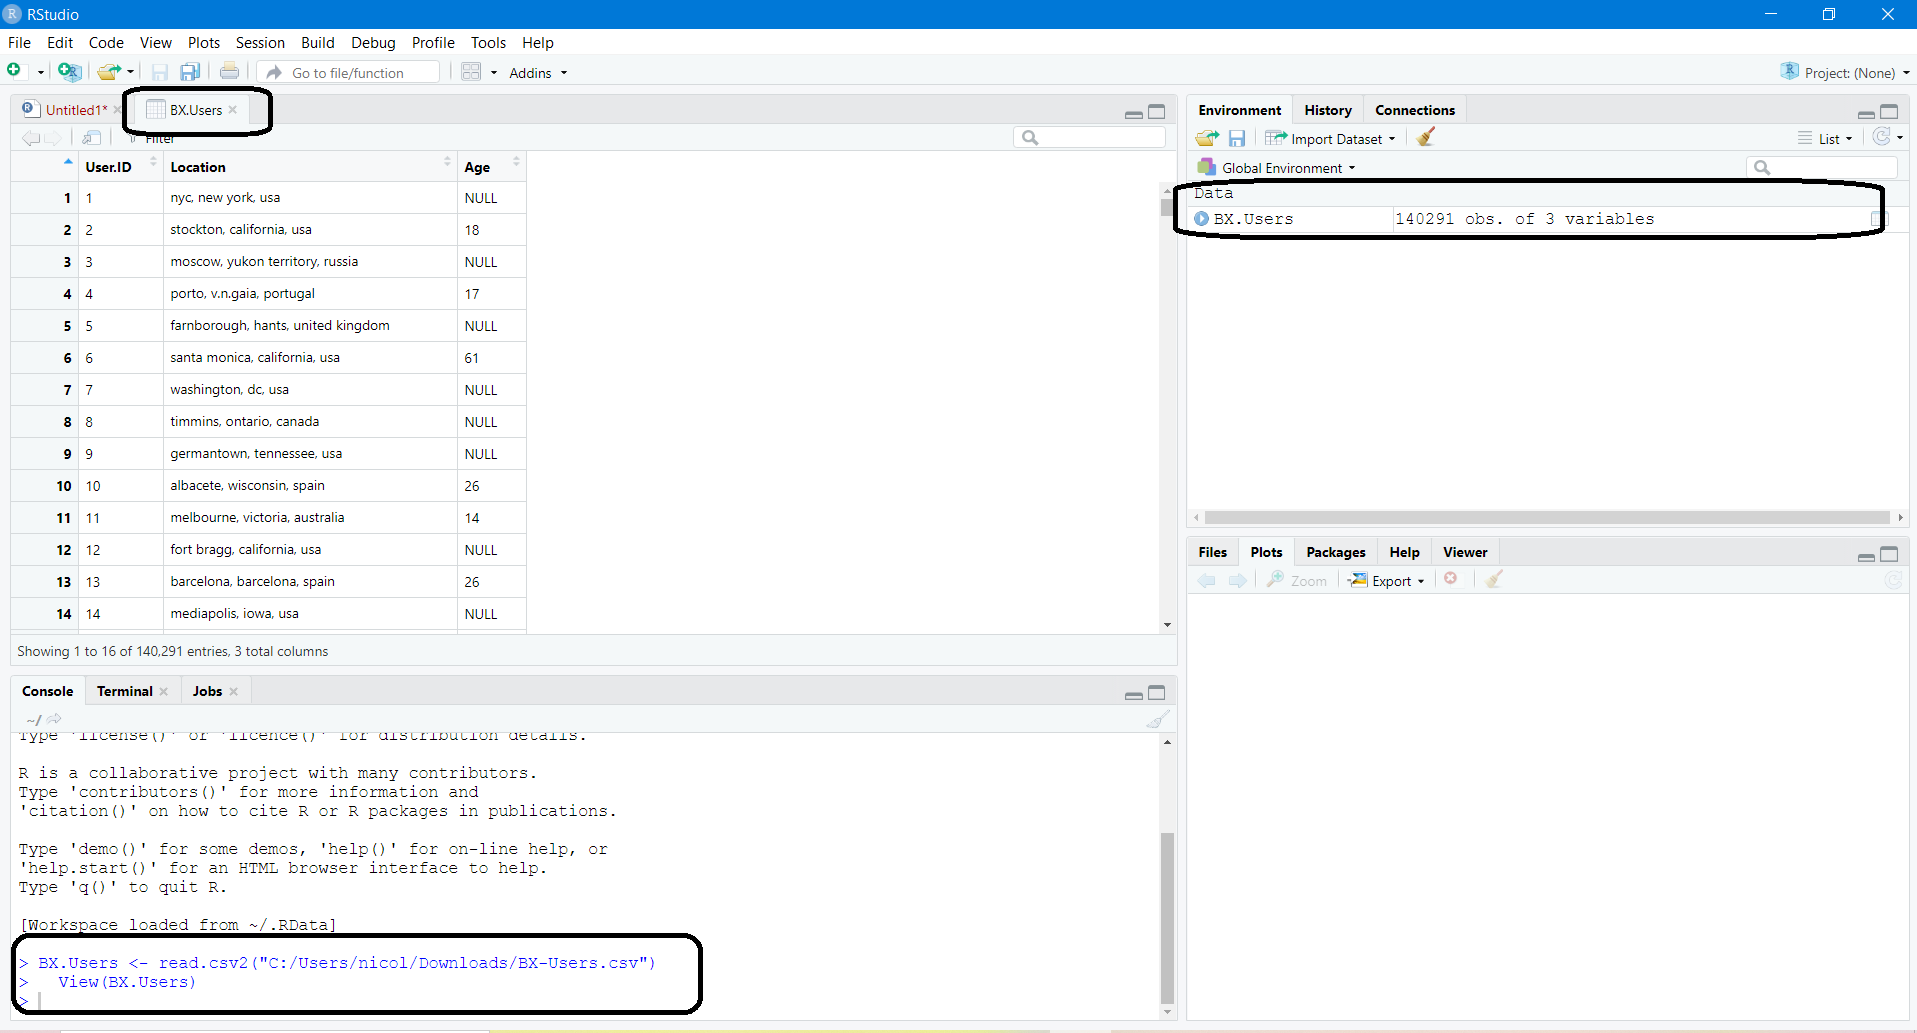 RStudio
File Edit Code View Plots Session Build Debug Profile Tools Help
Go to file/function Addins Project: (None)
Untitled1* BX.Users
Filter
User.ID Location Age
1 1 nyc, new york, usa NULL
2 2 stockton, california, usa 18
3 3 moscow, yukon territory, russia NULL
4 4 porto, v.n.gaia, portugal 17
5 5 farnborough, hants, united kingdom NULL
6 6 santa monica, california, usa 61
7 7 washington, dc, usa NULL
8 8 timmins, ontario, canada NULL
9 9 germantown, tennessee, usa NULL
10 10 albacete, wisconsin, spain 26
11 11 melbourne, victoria, australia 14
12 12 fort bragg, california, usa NULL
13 13 barcelona, barcelona, spain 26
14 14 mediapolis, iowa, usa NULL
Showing 1 to 16 of 140,291 entries, 3 total columns
Console Terminal Jobs
~/
Type 'license()' or 'licence()' for distribution details.
R is a collaborative project with many contributors.
Type 'contributors()' for more information and
'citation()' on how to cite R or R packages in publications.
Type 'demo()' for some demos, 'help()' for on-line help, or
'help.start()' for an HTML browser interface to help.
Type 'q()' to quit R.
[Workspace loaded from ~/.RData]
> BX.Users <- read.csv2("C:/Users/nicol/Downloads/BX-Users.csv")
> View(BX.Users)
>
Environment History Connections
Import Dataset List
Global Environment
Data
BX.Users 140291 obs. of 3 variables
Files Plots Packages Help Viewer
Zoom Export